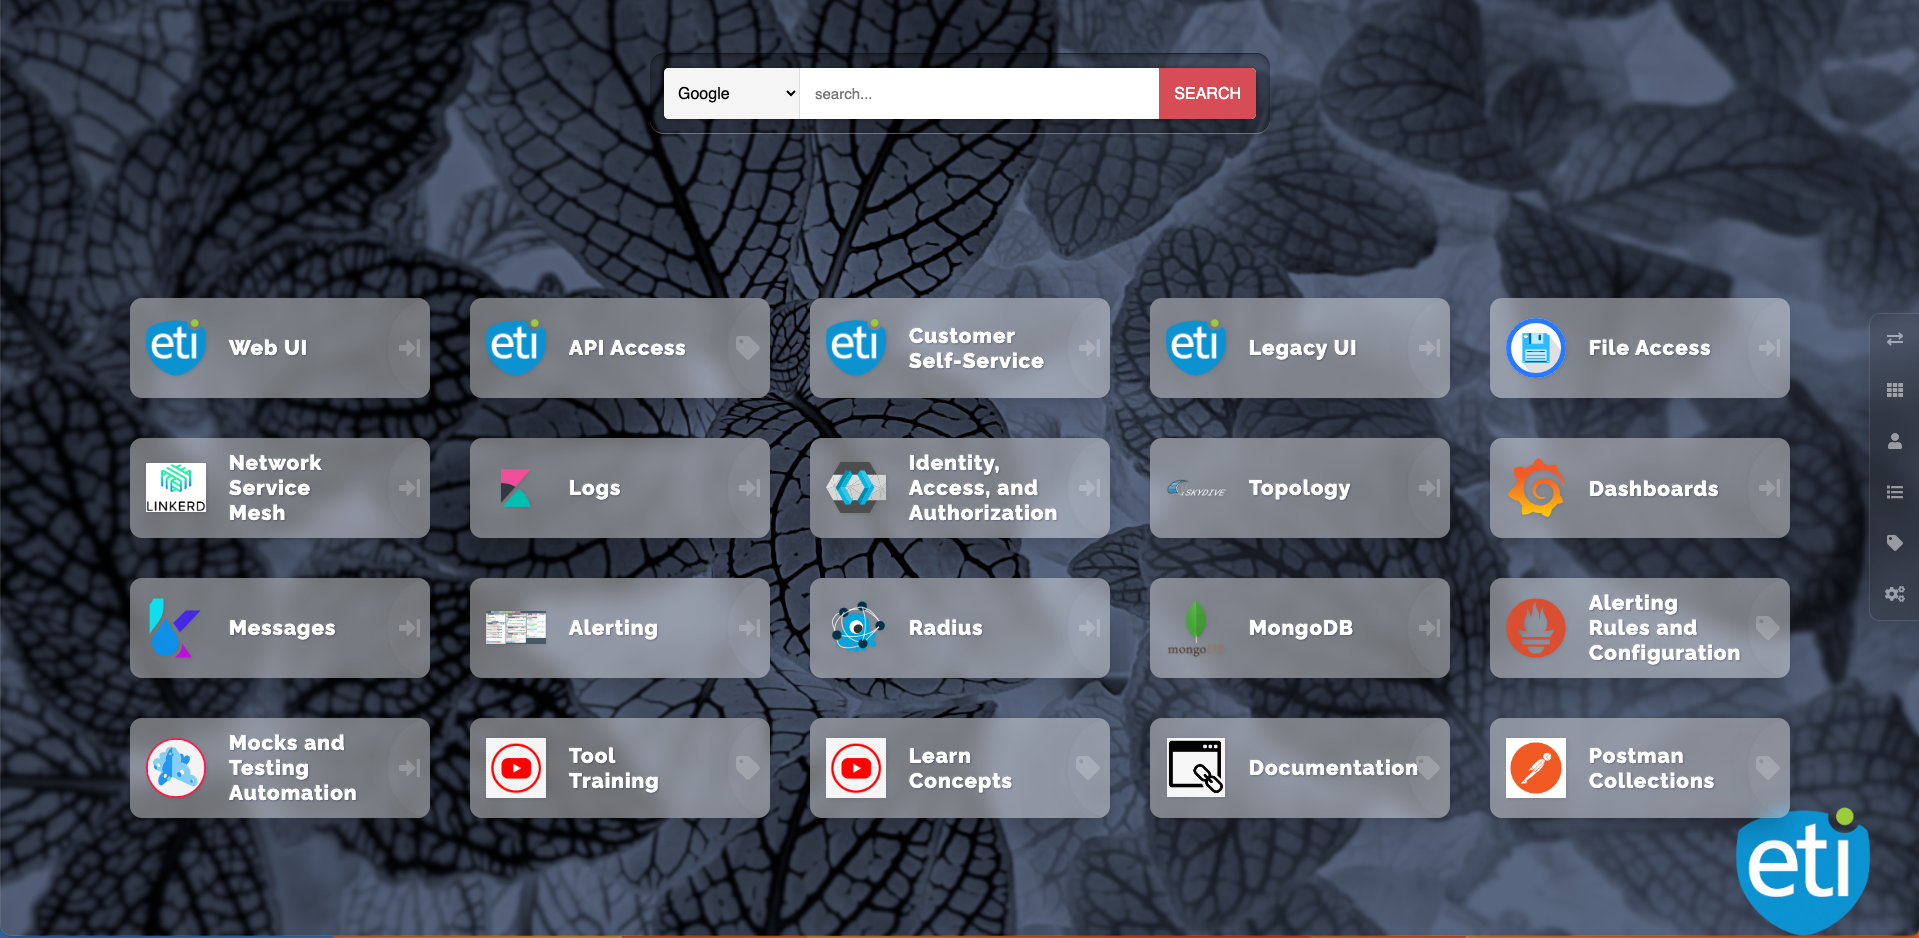 Google
search...
SEARCH
eti
Web UI
eti
API Access
eti
Customer
Self-Service
eti
Legacy UI
File Access
LINKERD
Network
Service
Mesh
Logs
Identity,
Access, and
Authorization
SKYDIVE
Topology
Dashboards
Messages
Alerting
Radius
mongoDB
MongoDB
Alerting
Rules and
Configuration
Mocks and
Testing
Automation
Tool
Training
Learn
Concepts
Documentation
Postman
Collections
eti